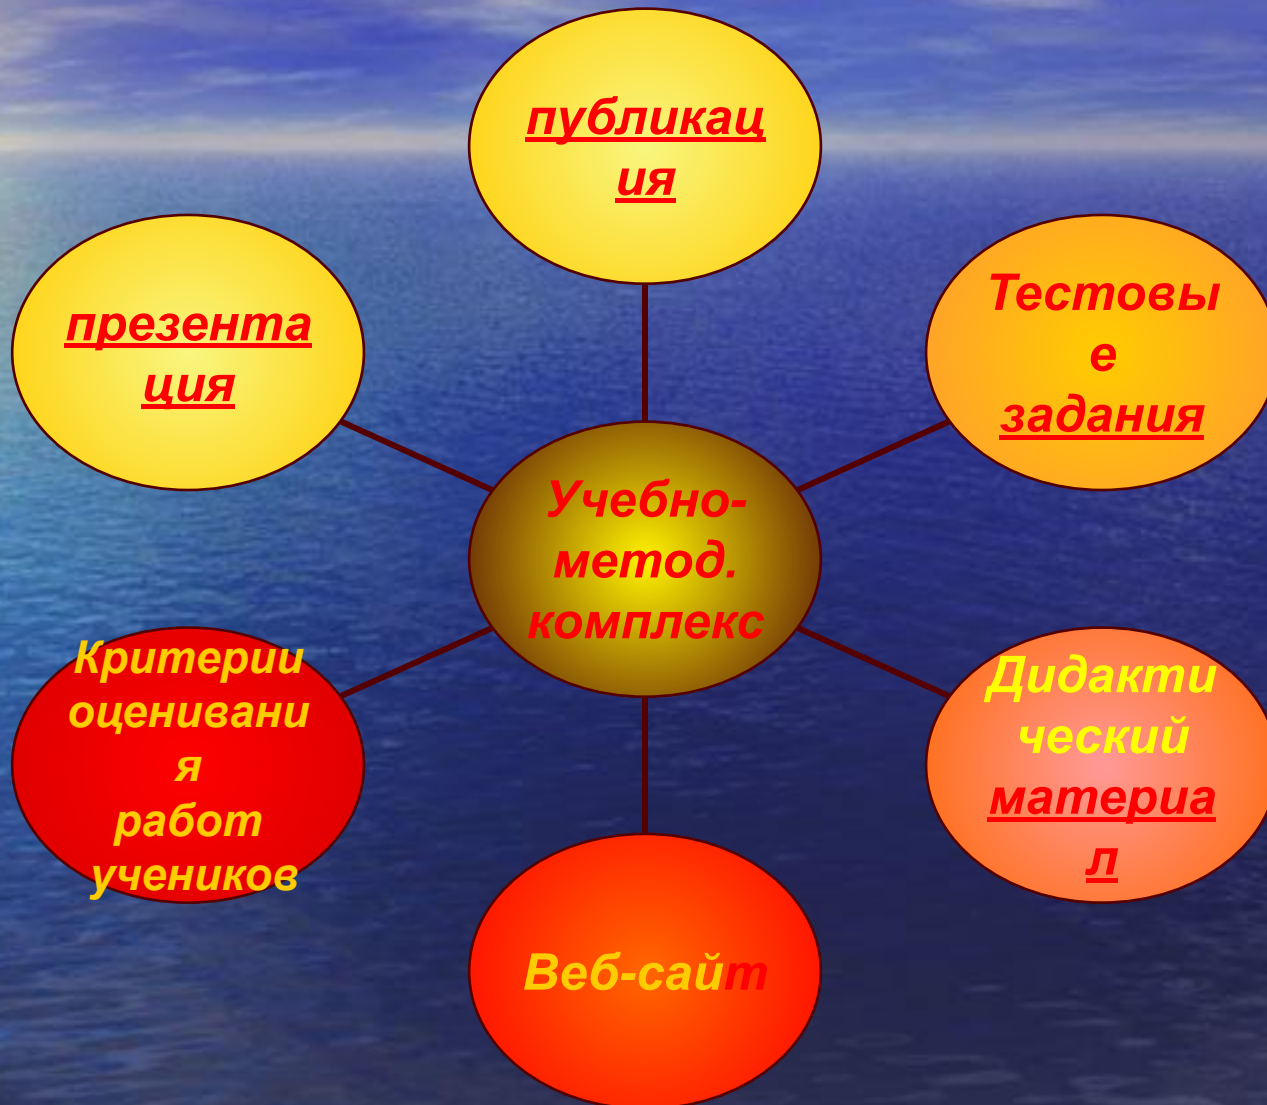 публикац
ия
презента
ция
Тестовы
е
задания
Учебно-
метод.
комплекс
Критерии
оценивани
я
работ
учеников
Дидакти
ческий
материа
л
Веб-сайт